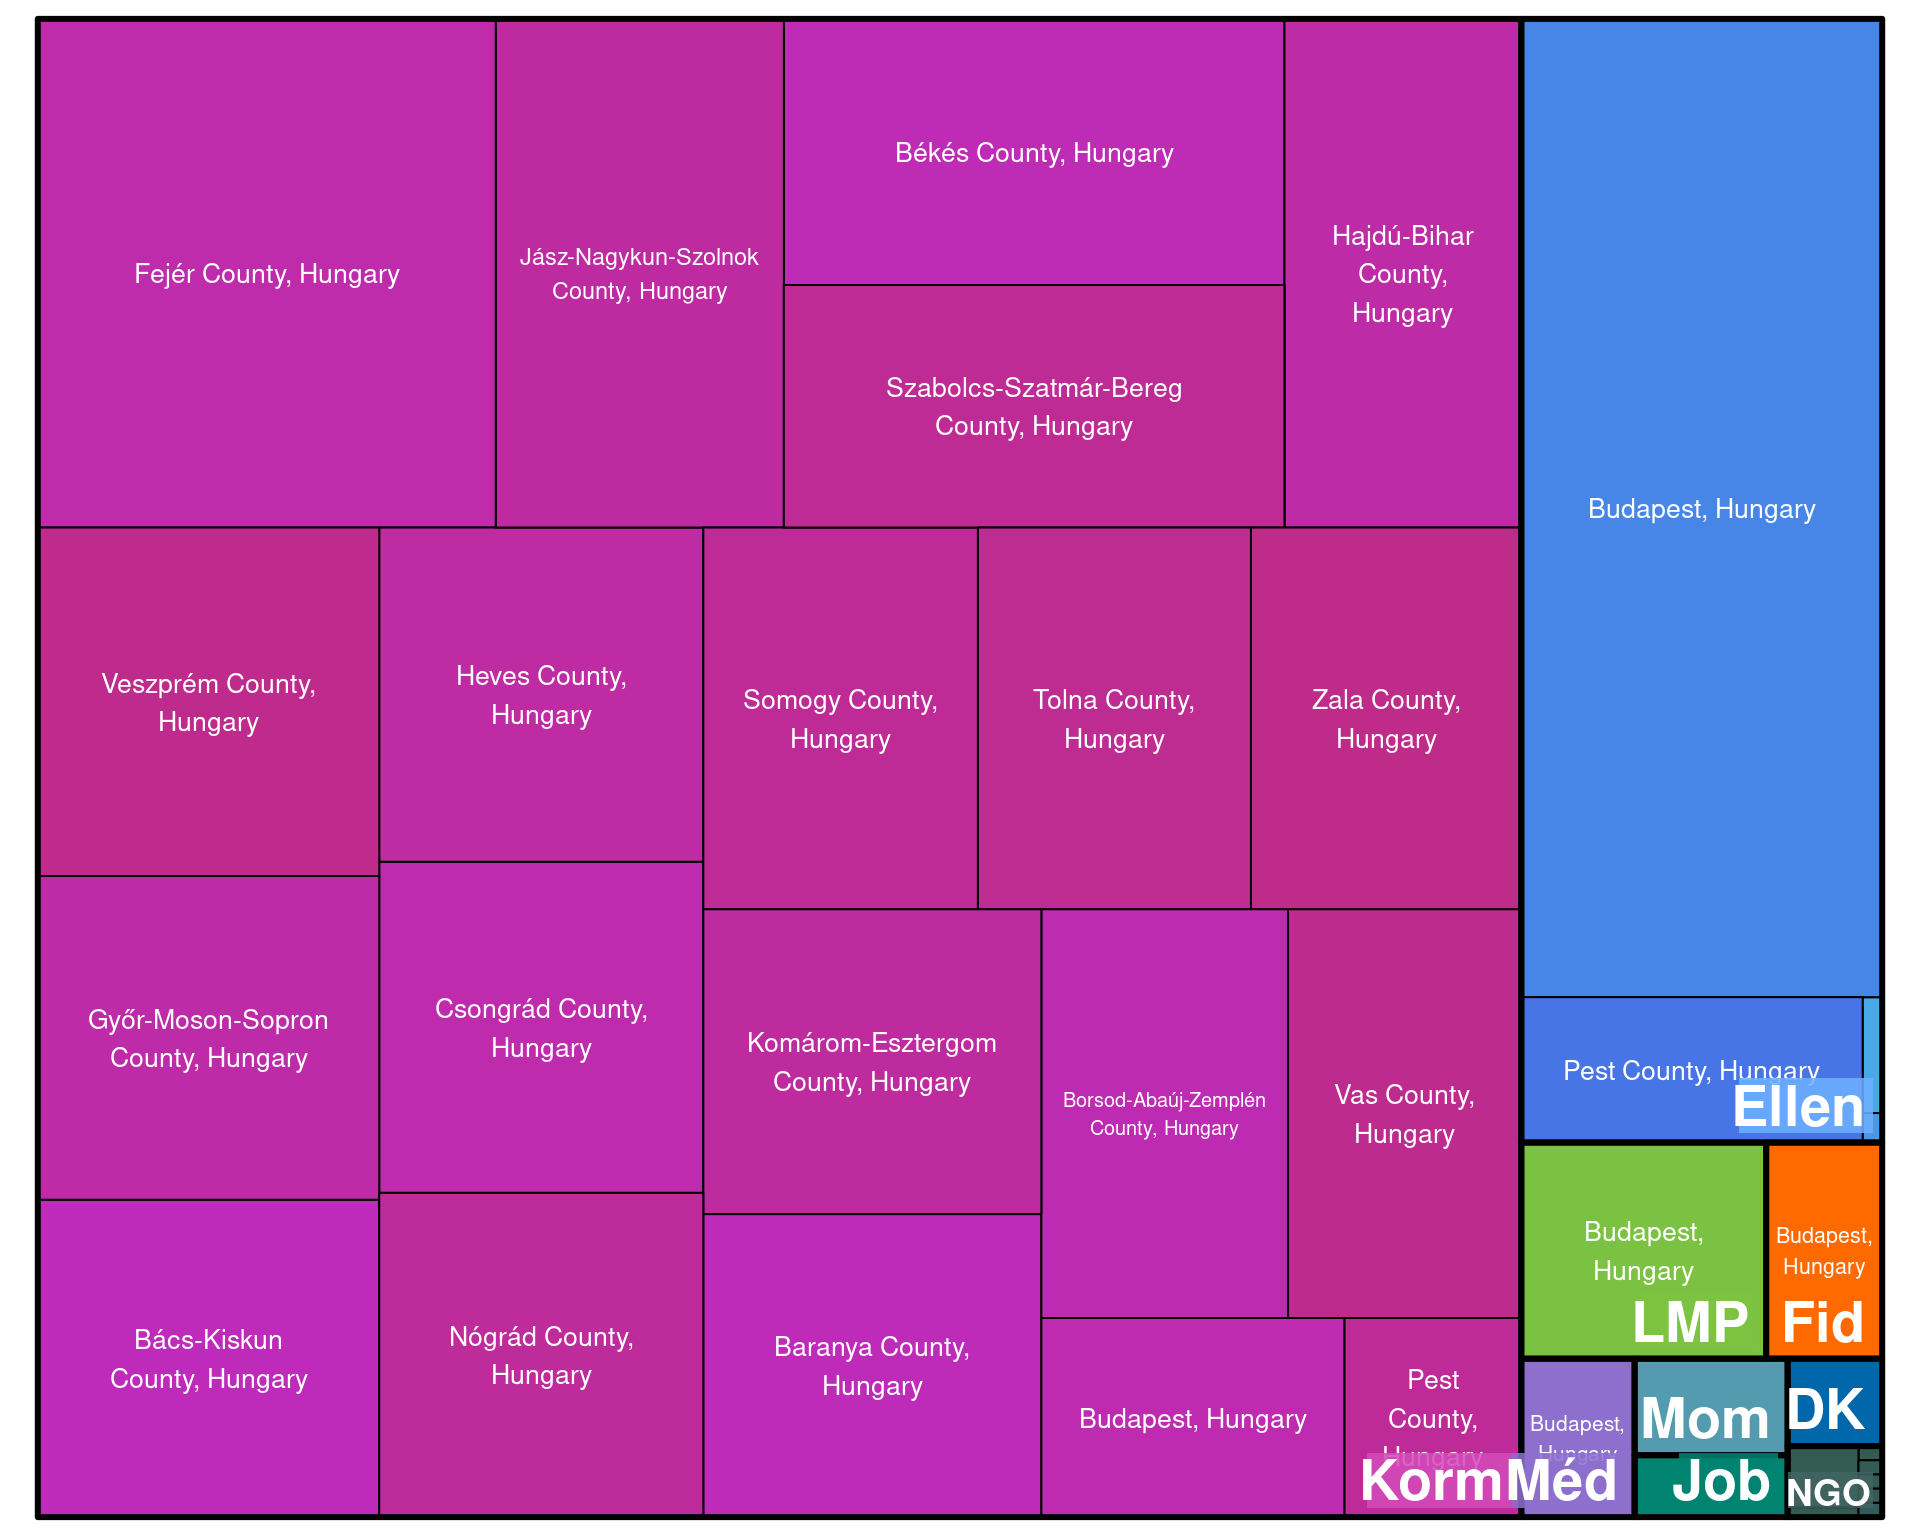 Fejér County, Hungary
Jász-Nagykun-Szolnok
County, Hungary
Békés County, Hungary
Szabolcs-Szatmár-Bereg
County, Hungary
Hajdú-Bihar
County,
Hungary
Veszprém County,
Hungary
Heves County,
Hungary
Somogy County,
Hungary
Tolna County,
Hungary
Zala County,
Hungary
Győr-Moson-Sopron
County, Hungary
Csongrád County,
Hungary
Komárom-Esztergom
County, Hungary
Borsod-Abaúj-Zemplén
County, Hungary
Vas County,
Hungary
Bács-Kiskun
County, Hungary
Nógrád County,
Hungary
Baranya County,
Hungary
Budapest, Hungary
Pest
County,
Hungary
Korm
Budapest, Hungary
Pest County, Hungary
Ellen
Budapest,
Hungary
LMP
Budapest,
Hungary
Fid
Budapest,
Hungary
Méd
Mom
Job
DK
NGO